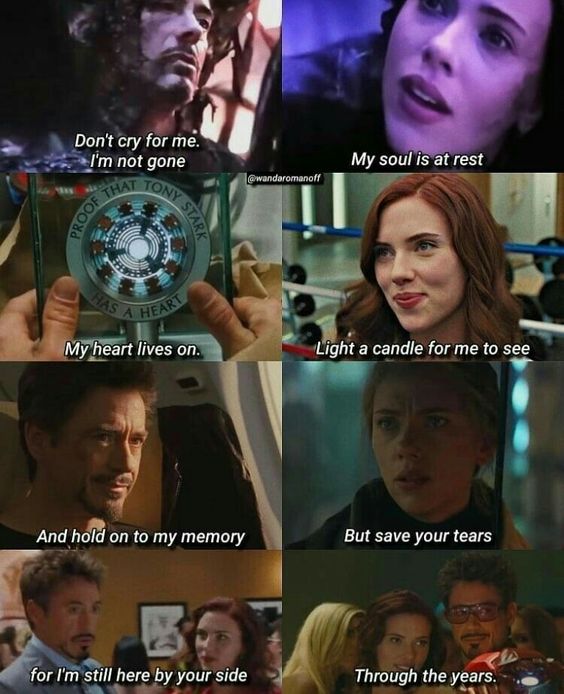 Don't cry for me.
I'm not gone
My soul is at rest
@wandaromanoff
PROOF THAT TONY STARK
HAS A HEART
My heart lives on.
Light a candle for me to see
And hold on to my memory
But save your tears
for I'm still here by your side
Through the years.